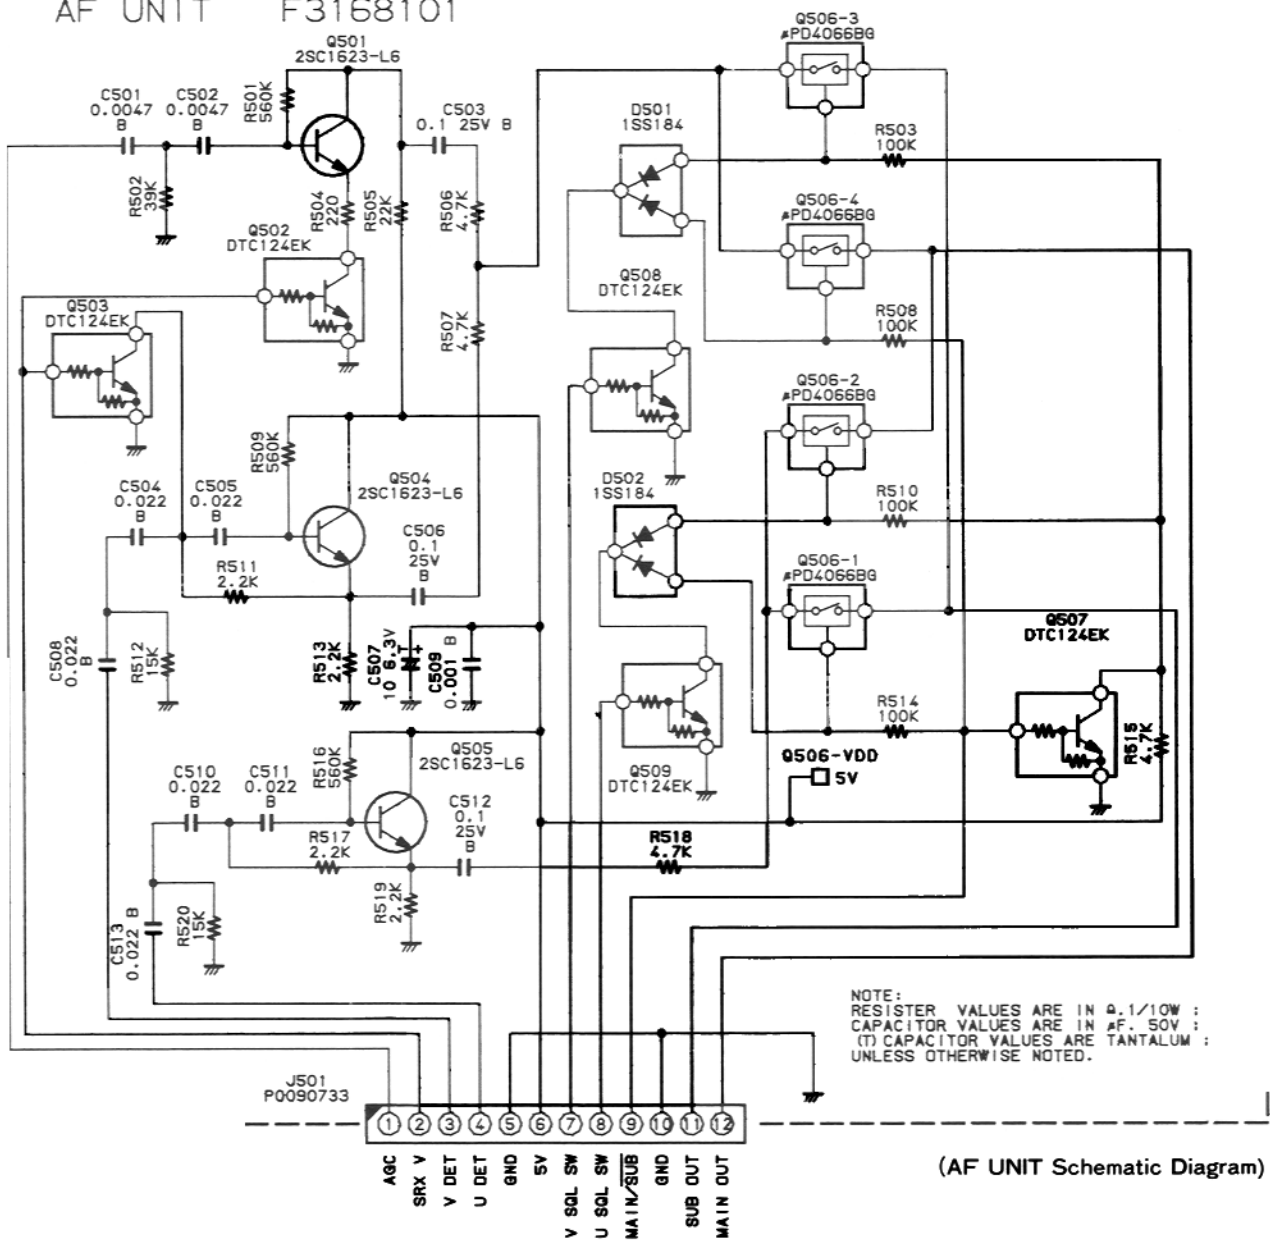 AF UNIT F3168101
Q501
2SC1623-L6
C501
0.0047
B
C502
0.0047
B
R501
560K
R502
39K
C503
0.1 25V B
R504
220
R505
22K
R506
4.7K
Q502
DTC124EK
Q503
DTC124EK
R507
4.7K
Q506-3
μPD4066BG
D501
1SS184
R503
100K
Q506-4
μPD4066BG
Q508
DTC124EK
R508
100K
Q506-2
μPD4066BG
R509
560K
Q504
2SC1623-L6
C504
0.022
B
C505
0.022
B
C506
0.1
25V
B
D502
1SS184
R510
100K
R511
2.2K
Q506-1
μPD4066BG
Q507
DTC124EK
C508
0.022
B
R512
15K
R513
2.2K
C507
10 6.3V
T
+
C509
0.001 B
R514
100K
R515
4.7K
Q505
2SC1623-L6
R516
560K
Q509
DTC124EK
Q506-VDD
5V
C510
0.022
B
C511
0.022
B
C512
0.1
25V
B
R517
2.2K
R518
4.7K
R519
2.2K
C513
0.022 B
R520
15K
NOTE:
RESISTER VALUES ARE IN Ω.1/10W :
CAPACITOR VALUES ARE IN μF. 50V :
(T) CAPACITOR VALUES ARE TANTALUM :
UNLESS OTHERWISE NOTED.
J501
P0090733
1 2 3 4 5 6 7 8 9 10 11 12
AGC
SRX V
V DET
U DET
GND
5V
V SQL SW
U SQL SW
MAIN/SUB
GND
SUB OUT
MAIN OUT
(AF UNIT Schematic Diagram)